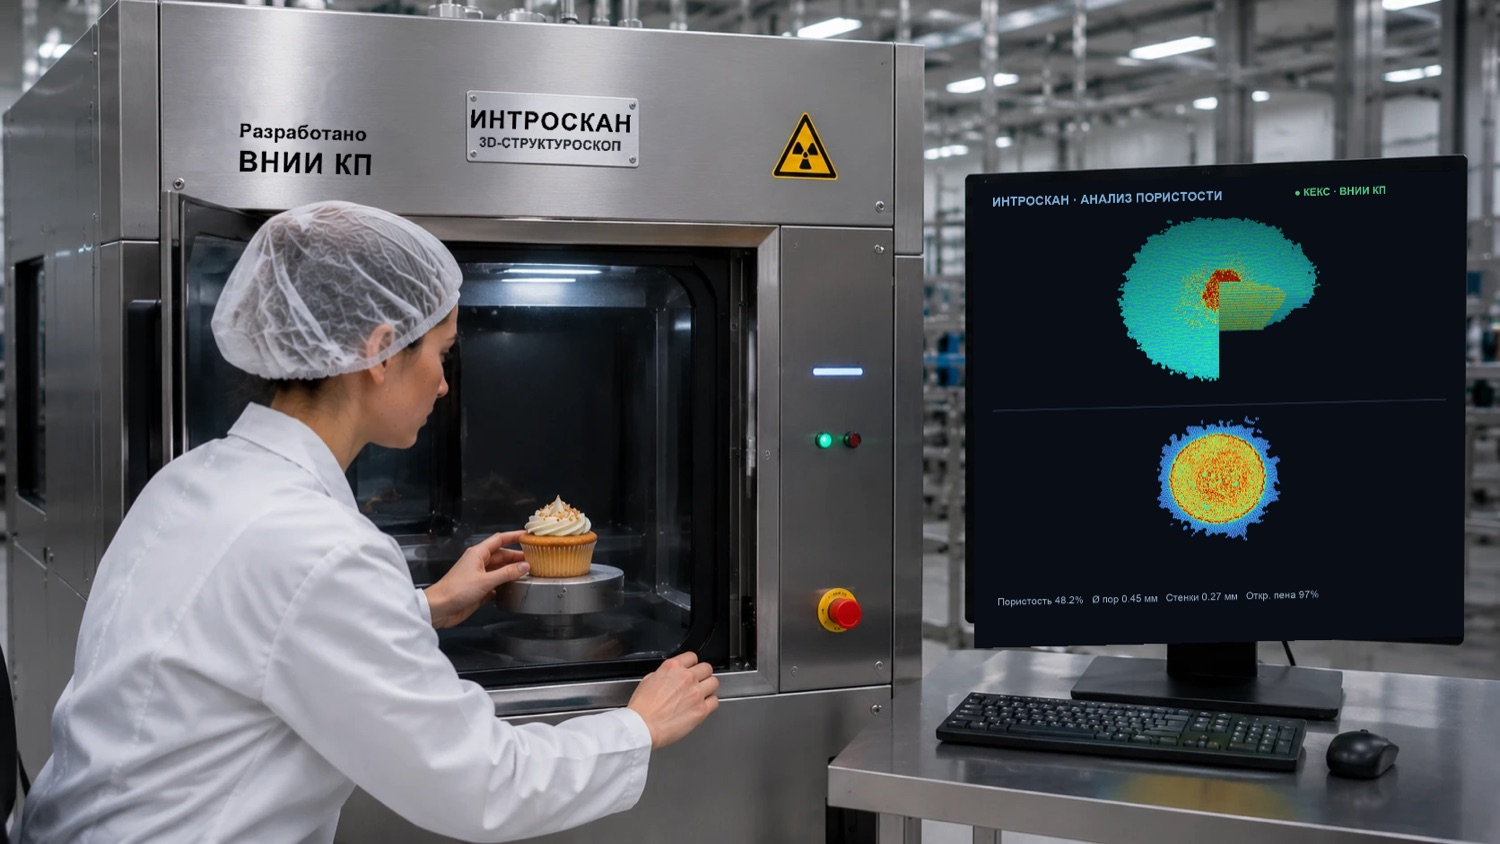 Разработано
ВНИИ КП
ИНТРОСКАН
3D-СТРУКТУРОСКОП
ИНТРОСКАН · АНАЛИЗ ПОРИСТОСТИ
● КЕКС · ВНИИ КП
Пористость 48.2% Ø пор 0.45 мм Стенки 0.27 мм Откр. пена 97%